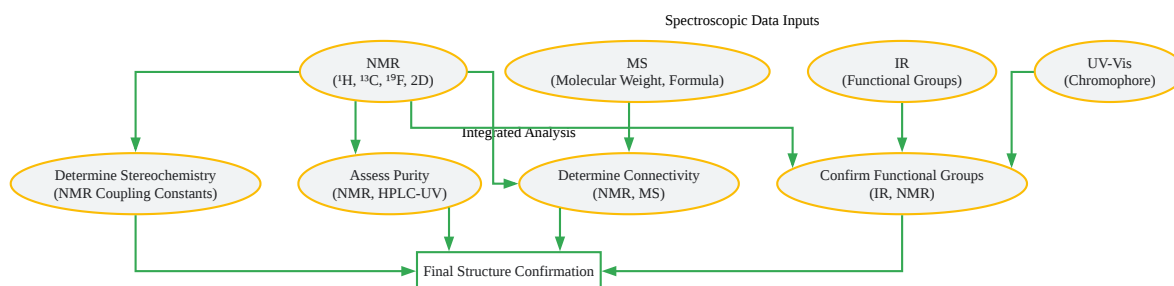 Spectroscopic Data Inputs
NMR
(¹H, ¹³C, ¹⁹F, 2D)
MS
(Molecular Weight, Formula)
IR
(Functional Groups)
UV-Vis
(Chromophore)
Integrated Analysis
Determine Stereochemistry
(NMR Coupling Constants)
Assess Purity
(NMR, HPLC-UV)
Determine Connectivity
(NMR, MS)
Confirm Functional Groups
(IR, NMR)
Final Structure Confirmation